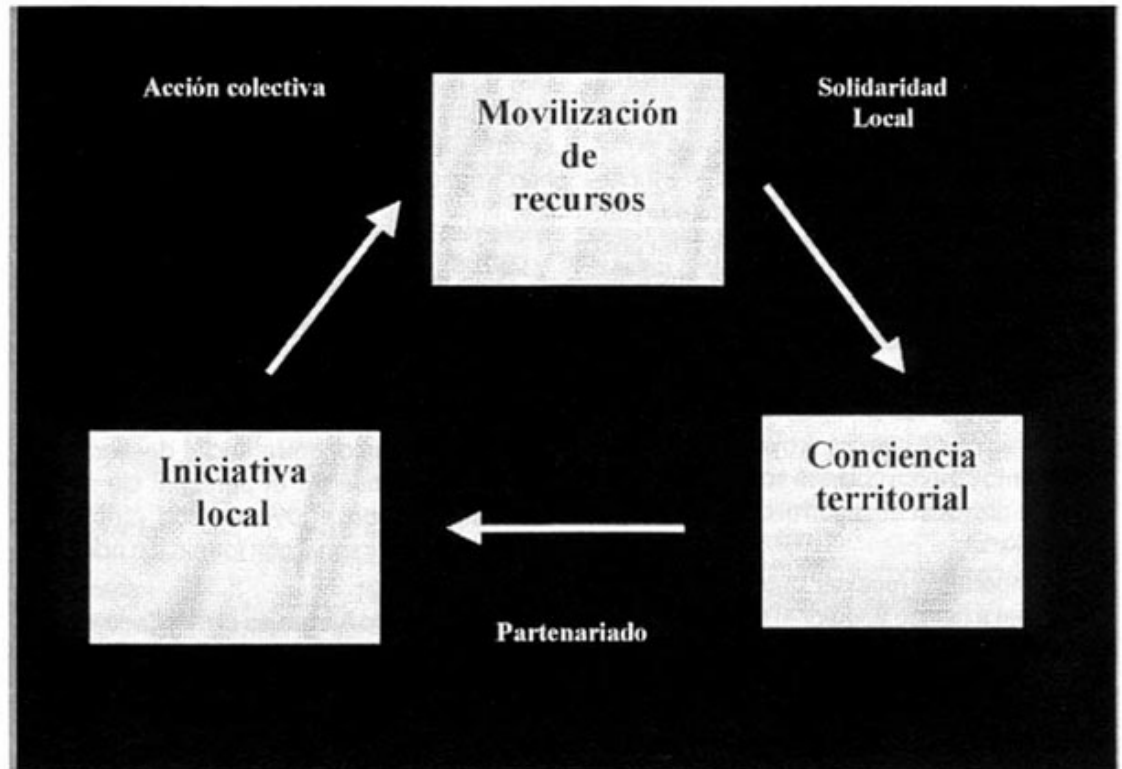 Acción colectiva
Movilización
de
recursos
Solidaridad
Local
Iniciativa
local
Conciencia
territorial
Partenariado